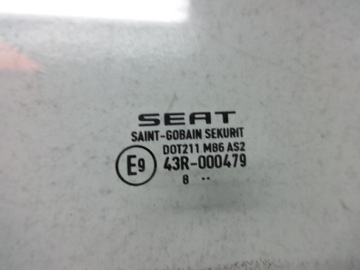 SEAT
SAINT-GOBAIN SEKURIT
DOT211 M86 AS2
E9 43R-000479
8 ..